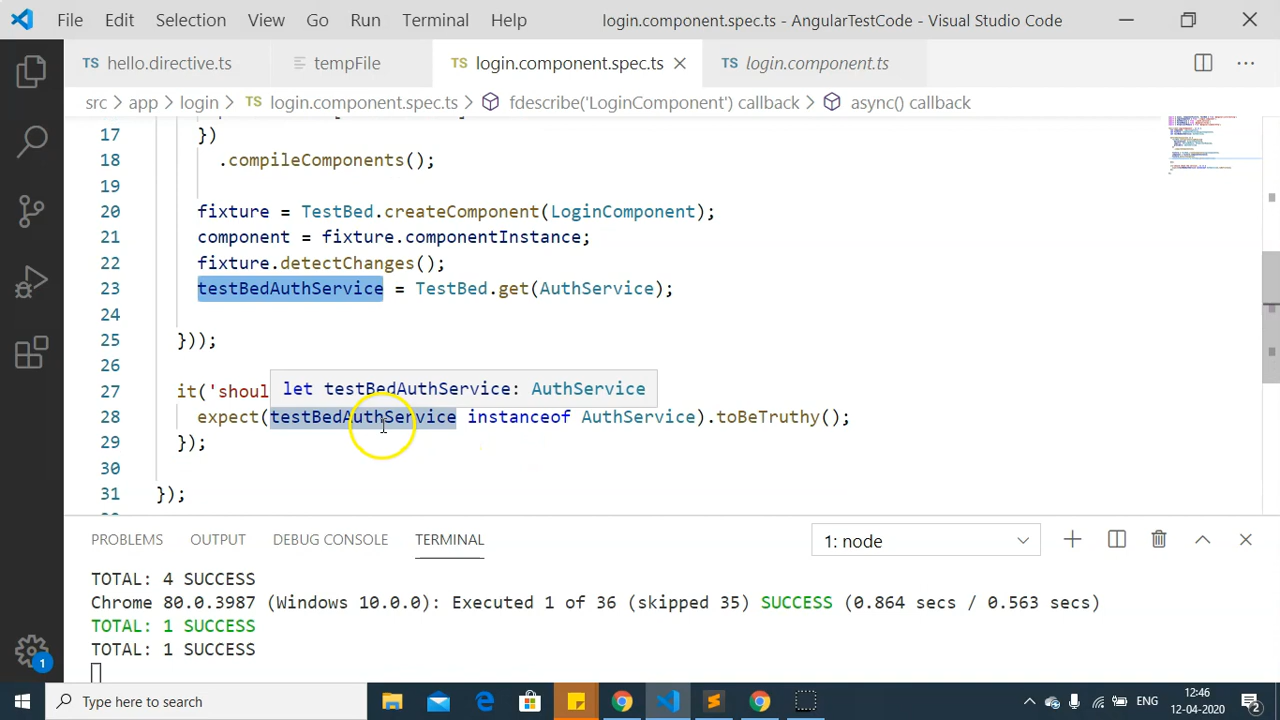 File Edit Selection View Go Run Terminal Help login.component.spec.ts - AngularTestCode - Visual Studio Code
TS hello.directive.ts tempFile TS login.component.spec.ts TS login.component.ts
src > app > login > TS login.component.spec.ts > fdescribe('LoginComponent') callback > async() callback
17 })
18 .compileComponents();
19
20 fixture = TestBed.createComponent(LoginComponent);
21 component = fixture.componentInstance;
22 fixture.detectChanges();
23 testBedAuthService = TestBed.get(AuthService);
24
25 }));
26
27 it('shoul
let testBedAuthService: AuthService
28 expect(testBedAuthService instanceof AuthService).toBeTruthy();
29 });
30
31 });
PROBLEMS OUTPUT DEBUG CONSOLE TERMINAL 1: node
TOTAL: 4 SUCCESS
Chrome 80.0.3987 (Windows 10.0.0): Executed 1 of 36 (skipped 35) SUCCESS (0.864 secs / 0.563 secs)
TOTAL: 1 SUCCESS
TOTAL: 1 SUCCESS
1
Type here to search
ENG
12:46
12-04-2020
2